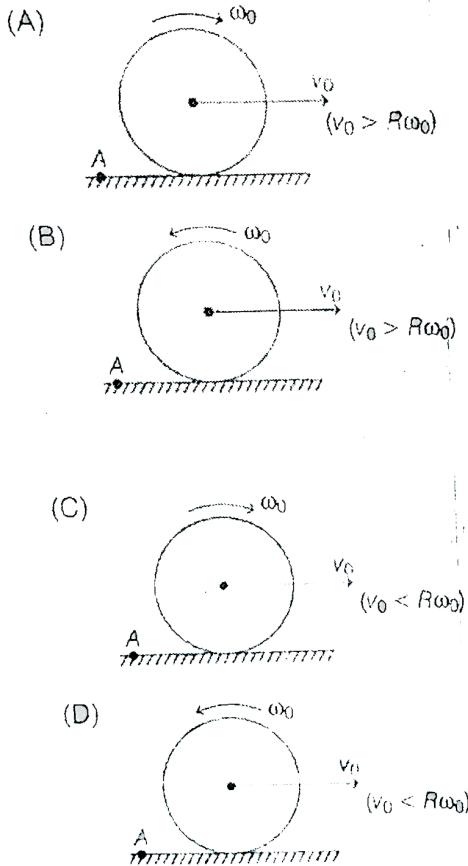 (A)
ω₀
v₀
(v₀ > Rω₀)
A
(B)
ω₀
v₀
(v₀ > Rω₀)
A
(C)
ω₀
v₀
(v₀ < Rω₀)
A
(D)
ω₀
v₀
(v₀ < Rω₀)
A